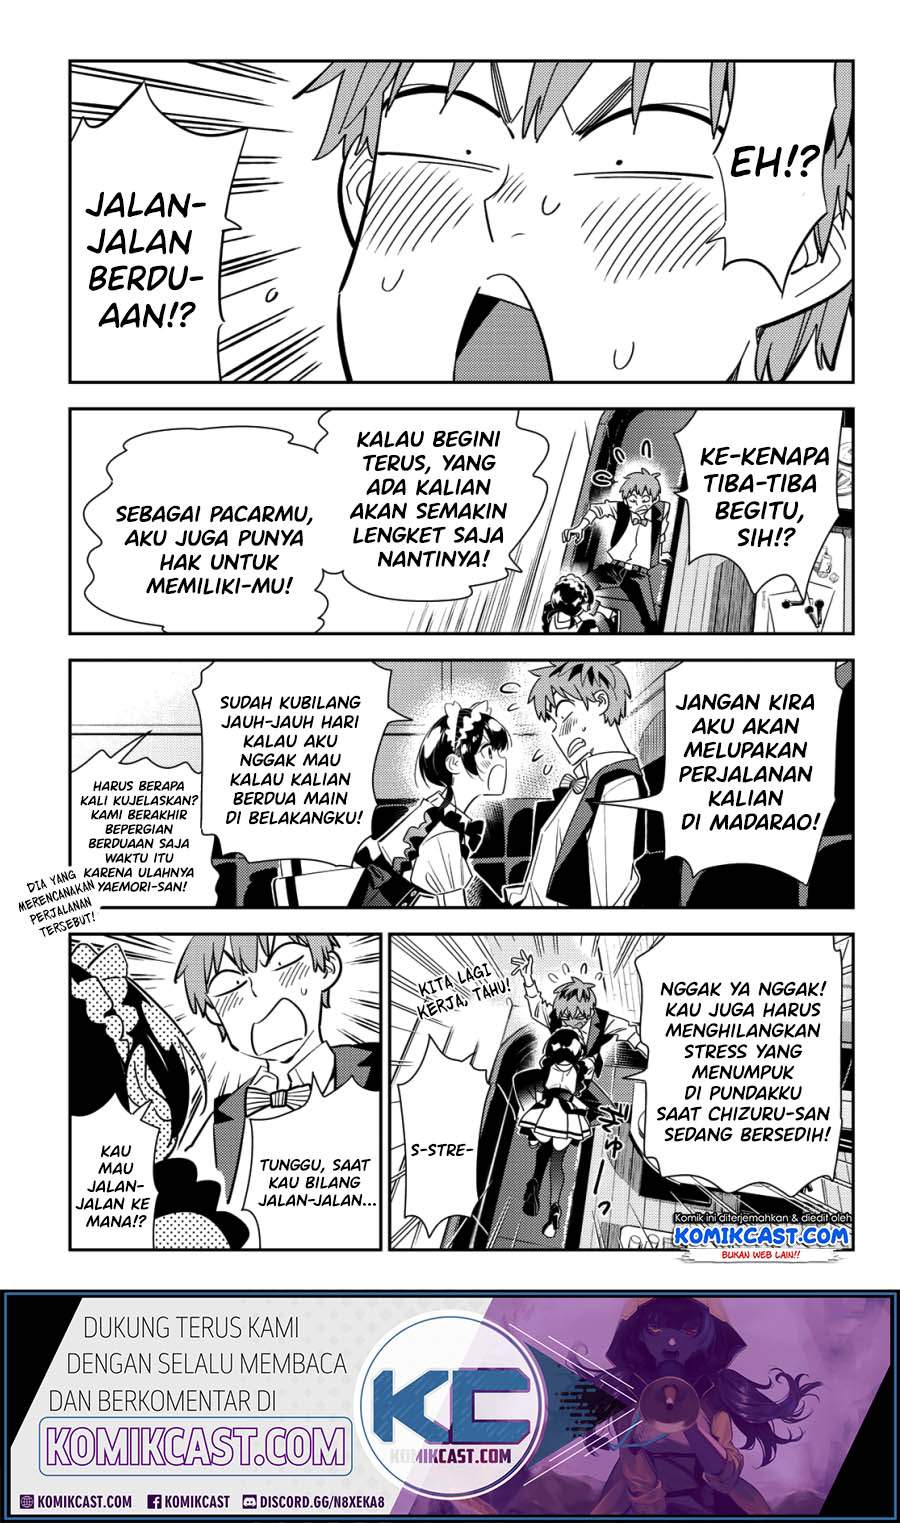 EH!?
JALAN-
JALAN
BERDU-
AAN!?
KE-KENAPA
TIBA-TIBA
BEGITU,
SIH!?
KALAU BEGINI
TERUS, YANG
ADA KALIAN
AKAN SEMAKIN
LENGKET SAJA
NANTINYA!
SEBAGAI PACARMU,
AKU JUGA PUNYA
HAK UNTUK
MEMILIKI-MU!
JANGAN KIRA
AKU AKAN
MELUPAKAN
PERJALANAN
KALIAN
DI MADARAO!
SUDAH KUBILANG
JAUH-JAUH HARI
KALAU AKU
NGGAK MAU
KALAU KALIAN
BERDUA MAIN
DI BELAKANGKU!
HARUS BERAPA
KALI KUJELASKAN?
KAMI BERAKHIR
BEPERGIAN
BERDUAAN SAJA
WAKTU ITU
KARENA ULAHNYA
YAEMORI-SAN!
DIA YANG
MERENCANAKAN
PERJALANAN
TERSEBUT!
NGGAK YA NGGAK!
KAU JUGA HARUS
MENGHILANGKAN
STRESS YANG
MENUMPUK
DI PUNDAKKU
SAAT CHIZURU-SAN
SEDANG BERSEDIH!
KITA LAGI
KERJA, TAHU!
S-STRE-
TUNGGU, SAAT
KAU BILANG
JALAN-JALAN...
KAU
MAU
JALAN-
JALAN KE
MANA!?
Komik ini diterjemahkan & diedit oleh
KOMIKCAST.COM
BUKAN WEB LAIN!!
DUKUNG TERUS KAMI
DENGAN SELALU MEMBACA
DAN BERKOMENTAR DI
KOMIKCAST.COM
KC
KOMIKCAST.COM
KOMIKCAST.COM
KOMIKCAST
DISCORD.GG/N8XEKA8